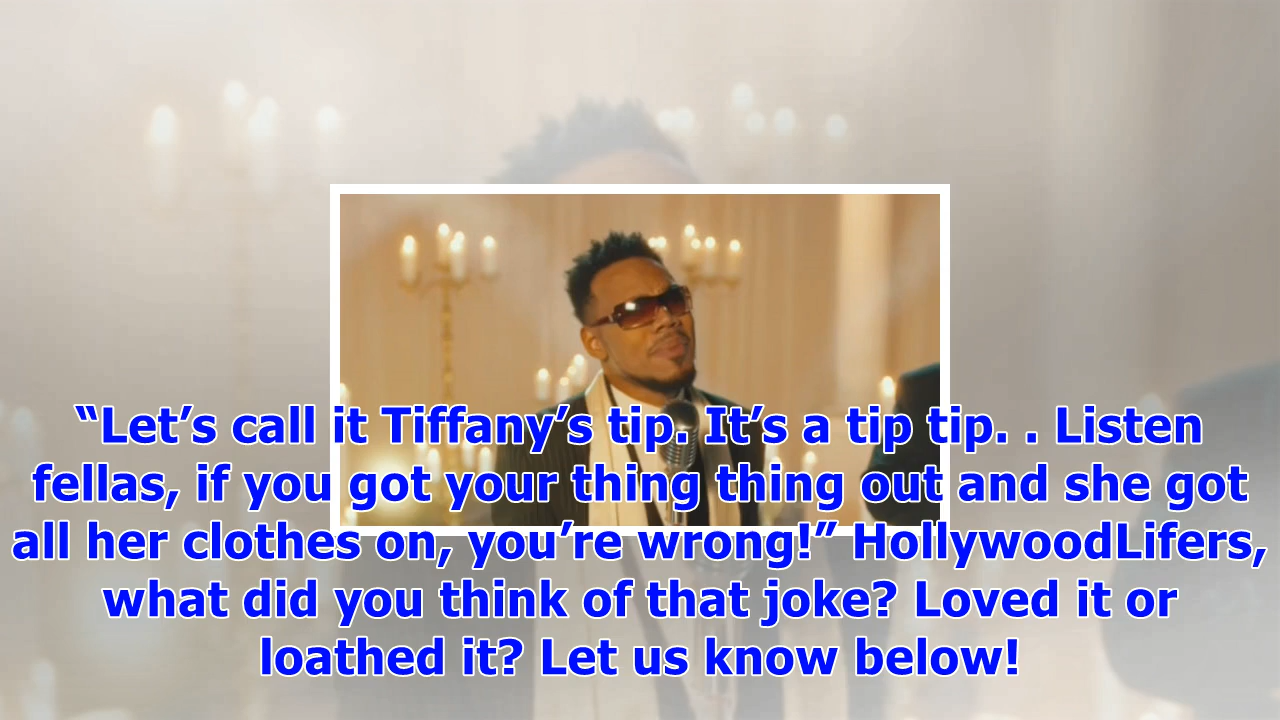 “Let’s call it Tiffany’s tip. It’s a tip tip. . Listen
fellas, if you got your thing thing out and she got
all her clothes on, you’re wrong!” HollywoodLifers,
what did you think of that joke? Loved it or
loathed it? Let us know below!